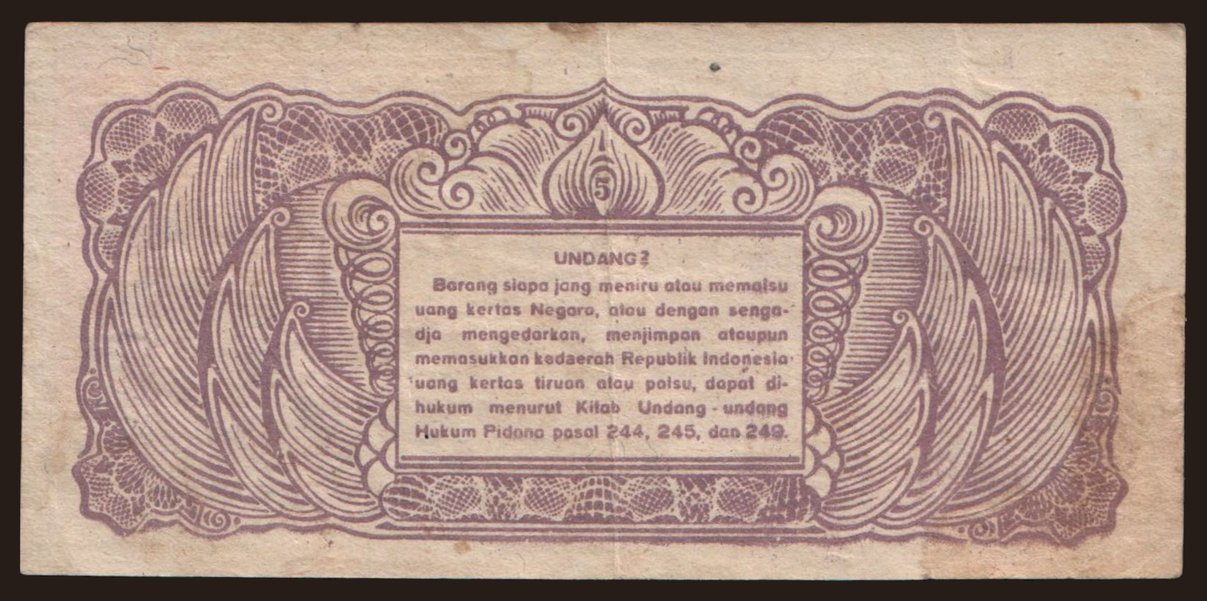 5
UNDANG2
Barang siapa jang meniru atau memalsu
uang kertas Negara, atau dengan senga-
dja mengedarkan, menjimpan ataupun
memasukkan kedaerah Republik Indonesia
uang kertas tiruan atau palsu, dapat di-
hukum menurut Kitab Undang-undang
Hukum Pidana pasal 244, 245, dan 249.